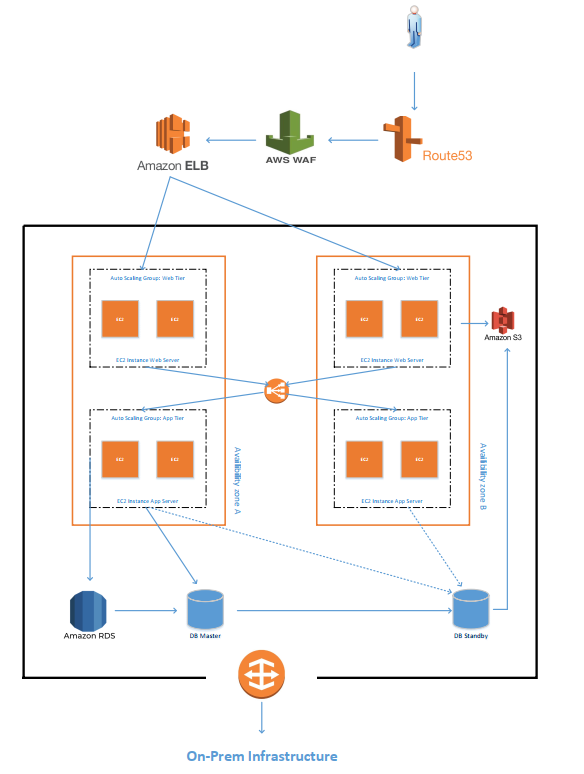 Route53
AWS WAF
Amazon ELB
Auto Scaling Group: Web Tier
EC2
EC2
EC2 Instance Web Server
Auto Scaling Group: Web Tier
EC2
EC2
EC2 Instance Web Server
Amazon S3
Auto Scaling Group: App Tier
EC2
EC2
EC2 Instance App Server
Availability zone A
Auto Scaling Group: App Tier
EC2
EC2
EC2 Instance App Server
Availability zone B
Amazon RDS
DB Master
DB Standby
On-Prem Infrastructure